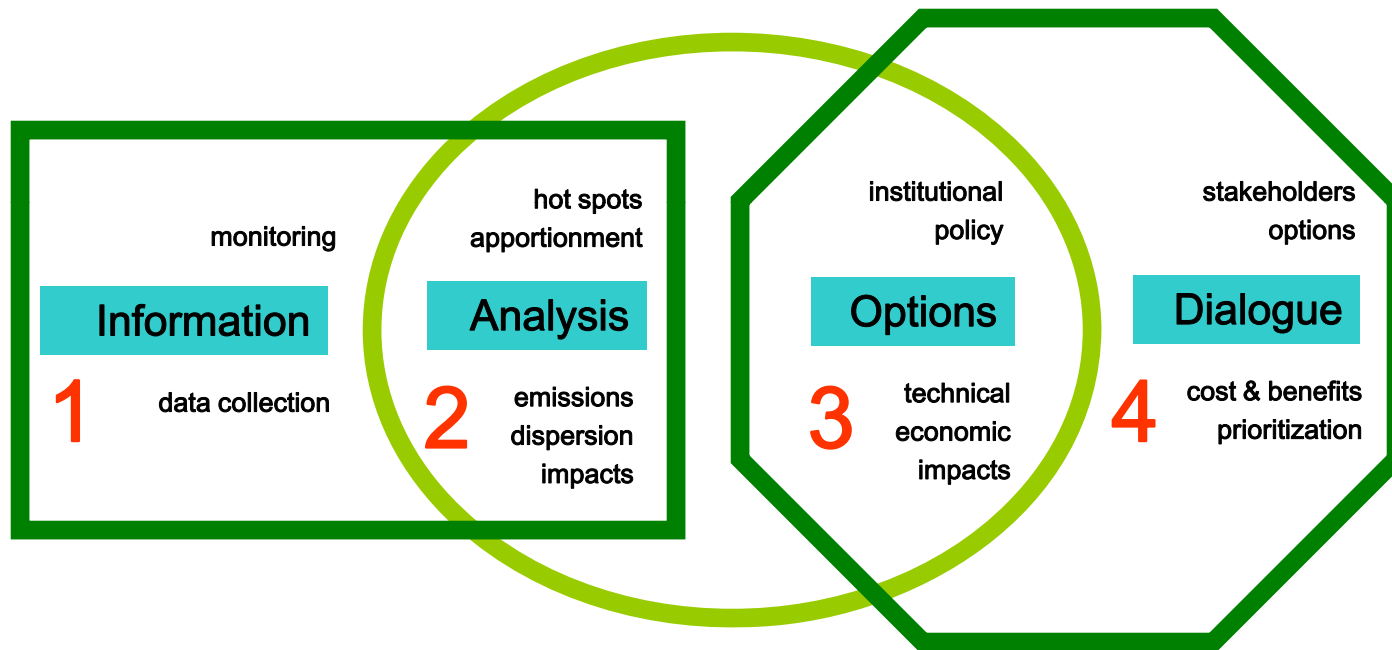 monitoring
Information
1
data collection
hot spots
apportionment
Analysis
2
emissions
dispersion
impacts
institutional
policy
Options
3
technical
economic
impacts
stakeholders
options
Dialogue
4
cost & benefits
prioritization